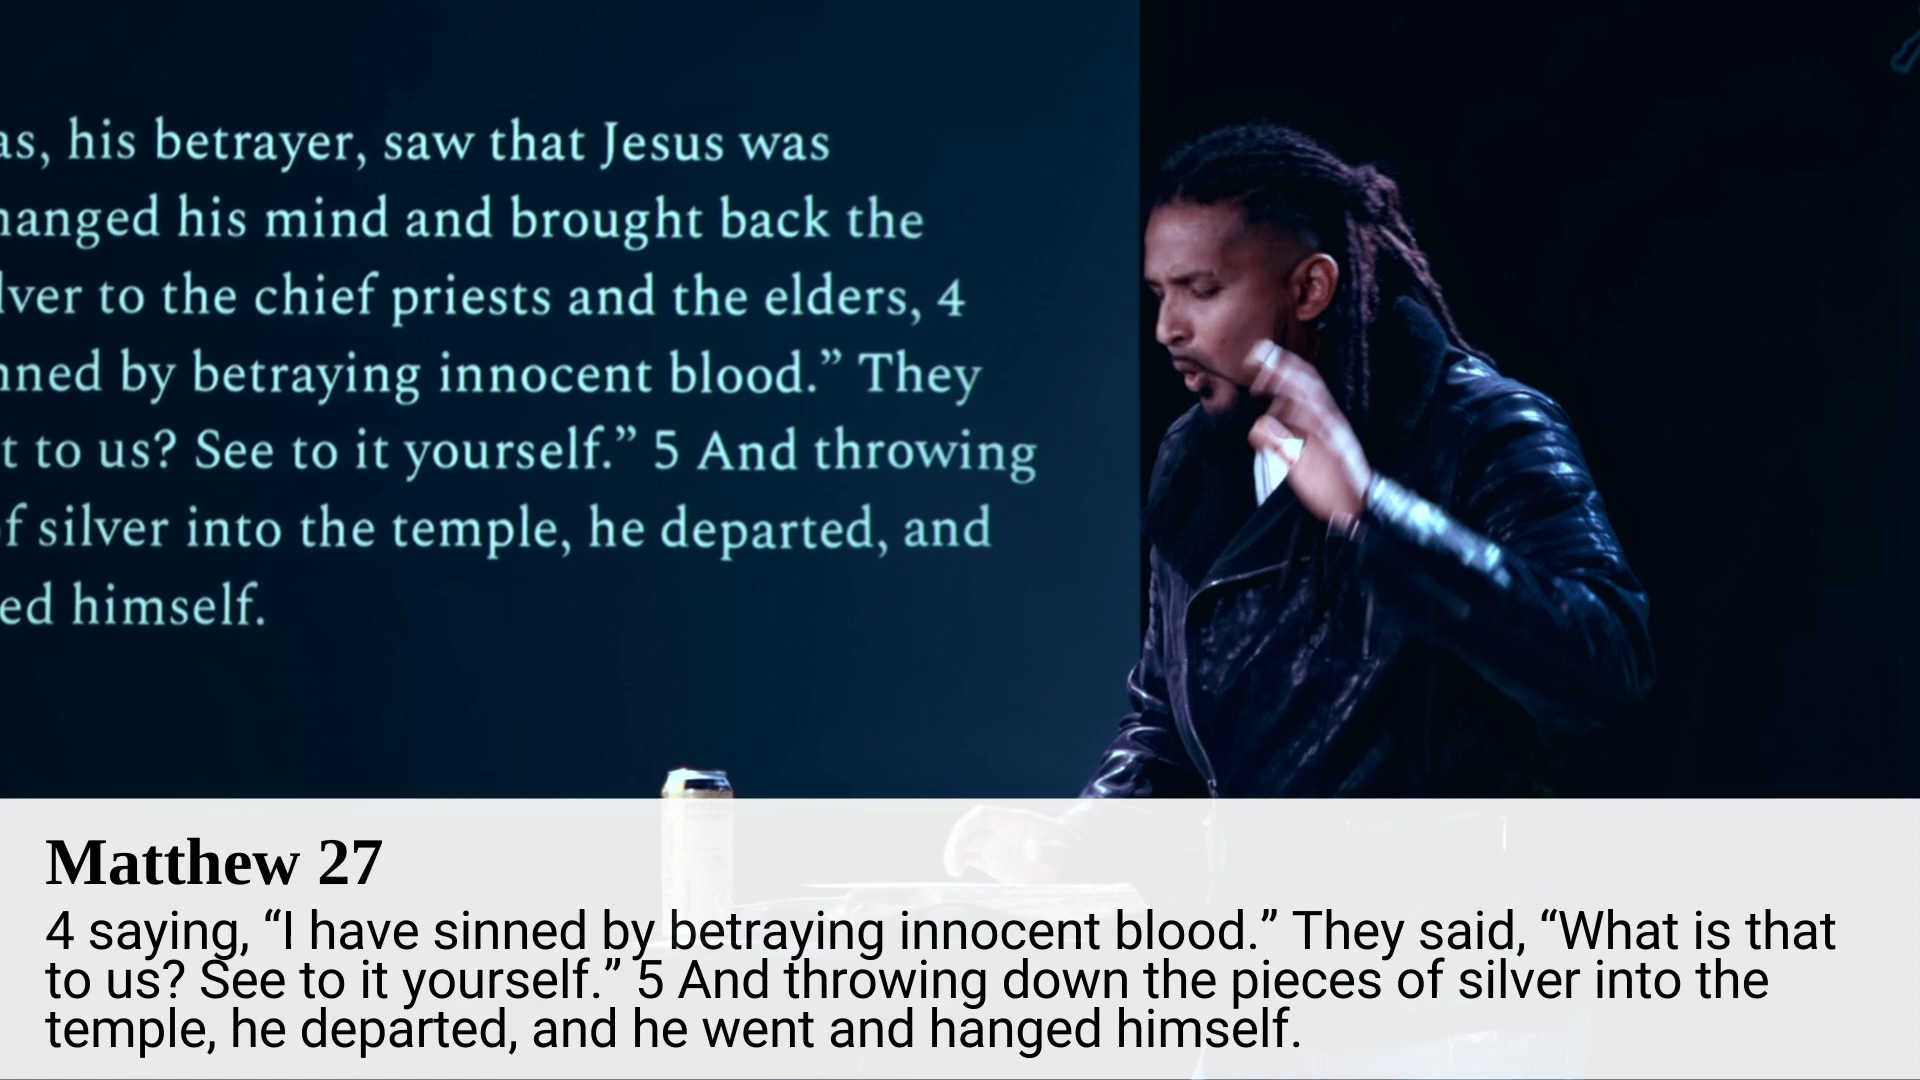 as, his betrayer, saw that Jesus was
hanged his mind and brought back the
lver to the chief priests and the elders, 4
nned by betraying innocent blood.” They
t to us? See to it yourself.” 5 And throwing
of silver into the temple, he departed, and
ed himself.
Matthew 27
4 saying, “I have sinned by betraying innocent blood.” They said, “What is that
to us? See to it yourself.” 5 And throwing down the pieces of silver into the
temple, he departed, and he went and hanged himself.